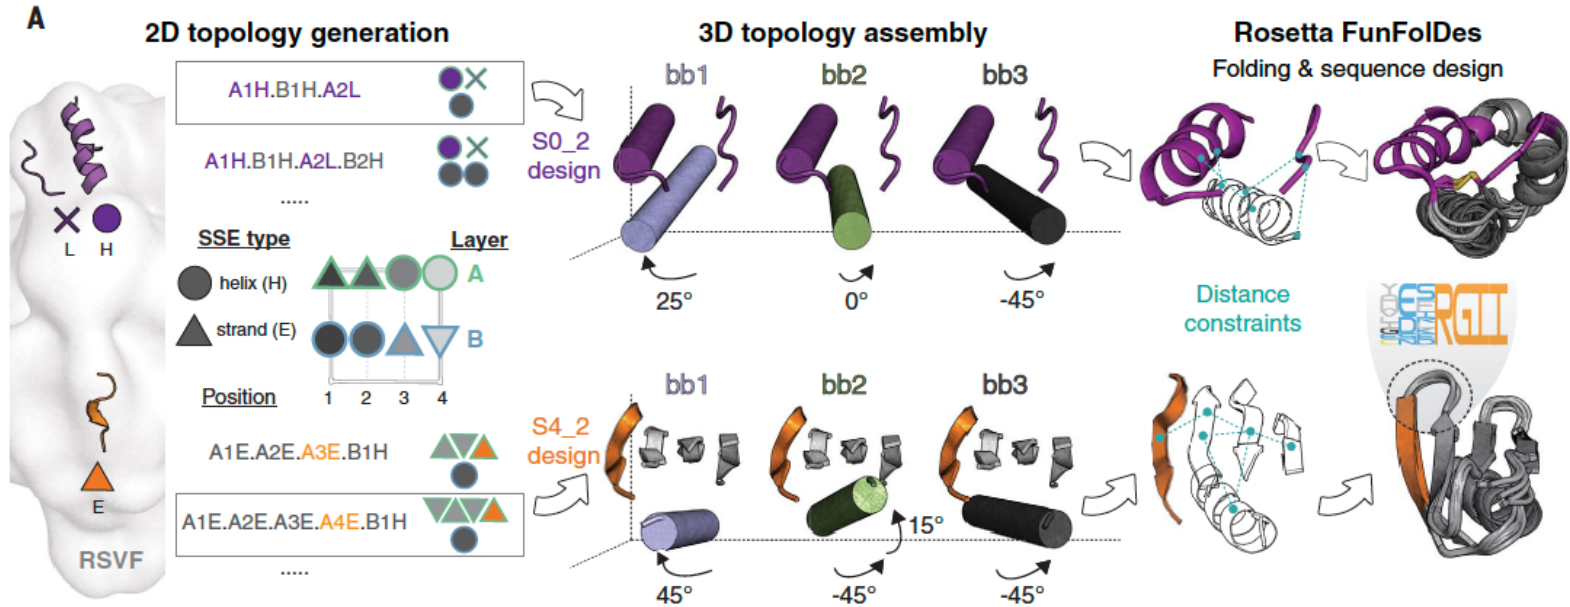 A
2D topology generation
3D topology assembly
Rosetta FunFolDes
Folding & sequence design
A1H.B1H.A2L
A1H.B1H.A2L.B2H
.....
L H
SSE type
Layer
helix (H)
strand (E)
A
B
Position
1 2 3 4
A1E.A2E.A3E.B1H
A1E.A2E.A3E.A4E.B1H
.....
E
RSVF
S0_2
design
bb1 bb2 bb3
25° 0° -45°
S4_2
design
bb1 bb2 bb3
15°
45° -45° -45°
Distance
constraints
RGII